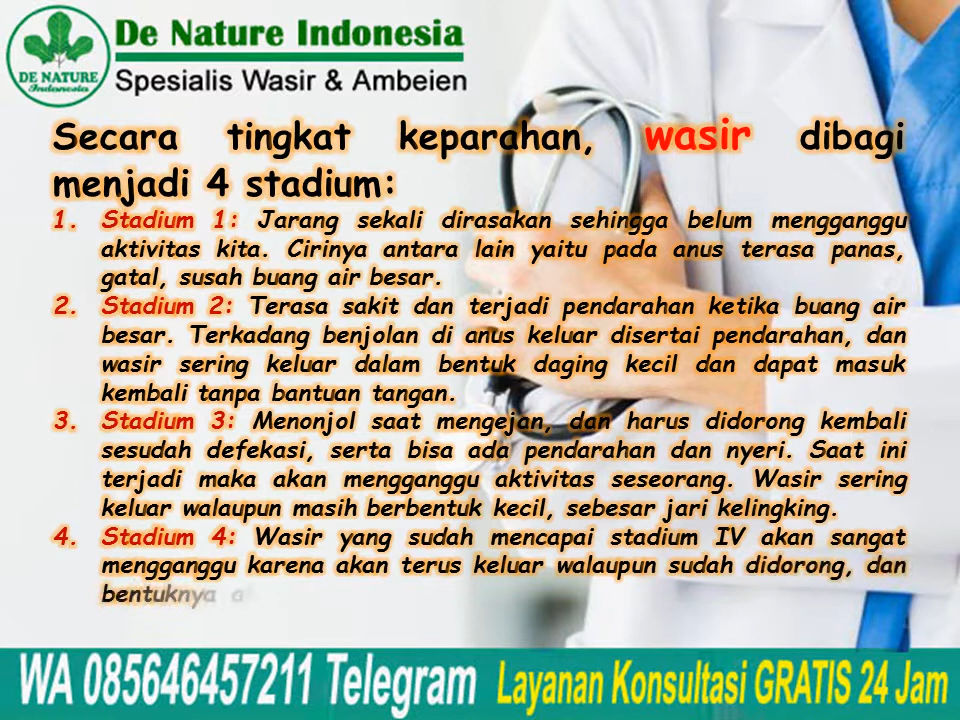 De Nature Indonesia
DE NATURE
Indonesia
Spesialis Wasir & Ambeien
Secara tingkat keparahan, wasir dibagi
menjadi 4 stadium:
1. Stadium 1: Jarang sekali dirasakan sehingga belum mengganggu
aktivitas kita. Cirinya antara lain yaitu pada anus terasa panas,
gatal, susah buang air besar.
2. Stadium 2: Terasa sakit dan terjadi pendarahan ketika buang air
besar. Terkadang benjolan di anus keluar disertai pendarahan, dan
wasir sering keluar dalam bentuk daging kecil dan dapat masuk
kembali tanpa bantuan tangan.
3. Stadium 3: Menonjol saat mengejan, dan harus didorong kembali
sesudah defekasi, serta bisa ada pendarahan dan nyeri. Saat ini
terjadi maka akan mengganggu aktivitas seseorang. Wasir sering
keluar walaupun masih berbentuk kecil, sebesar jari kelingking.
4. Stadium 4: Wasir yang sudah mencapai stadium IV akan sangat
mengganggu karena akan terus keluar walaupun sudah didorong, dan
bentuknya a
WA 085646457211 Telegram Layanan Konsultasi GRATIS 24 Jam